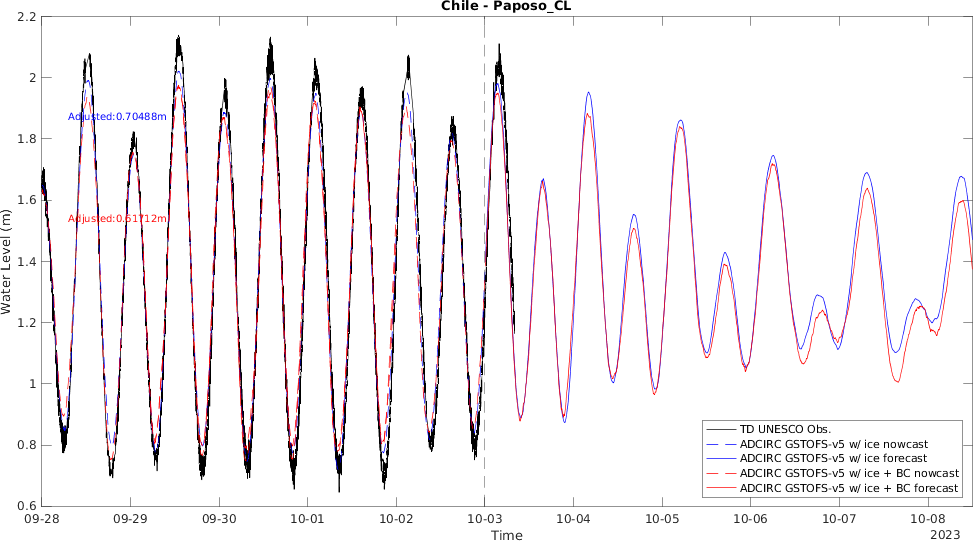 Chile - Paposo_CL
2.2
2
1.8
1.6
1.4
1.2
1
0.8
0.6
Water Level (m)
Adjusted:0.70488m
Adjusted:0.61712m
TD UNESCO Obs.
ADCIRC GSTOFS-v5 w/ ice nowcast
ADCIRC GSTOFS-v5 w/ ice forecast
ADCIRC GSTOFS-v5 w/ ice + BC nowcast
ADCIRC GSTOFS-v5 w/ ice + BC forecast
09-28 09-29 09-30 10-01 10-02 10-03 10-04 10-05 10-06 10-07 10-08
2023
Time